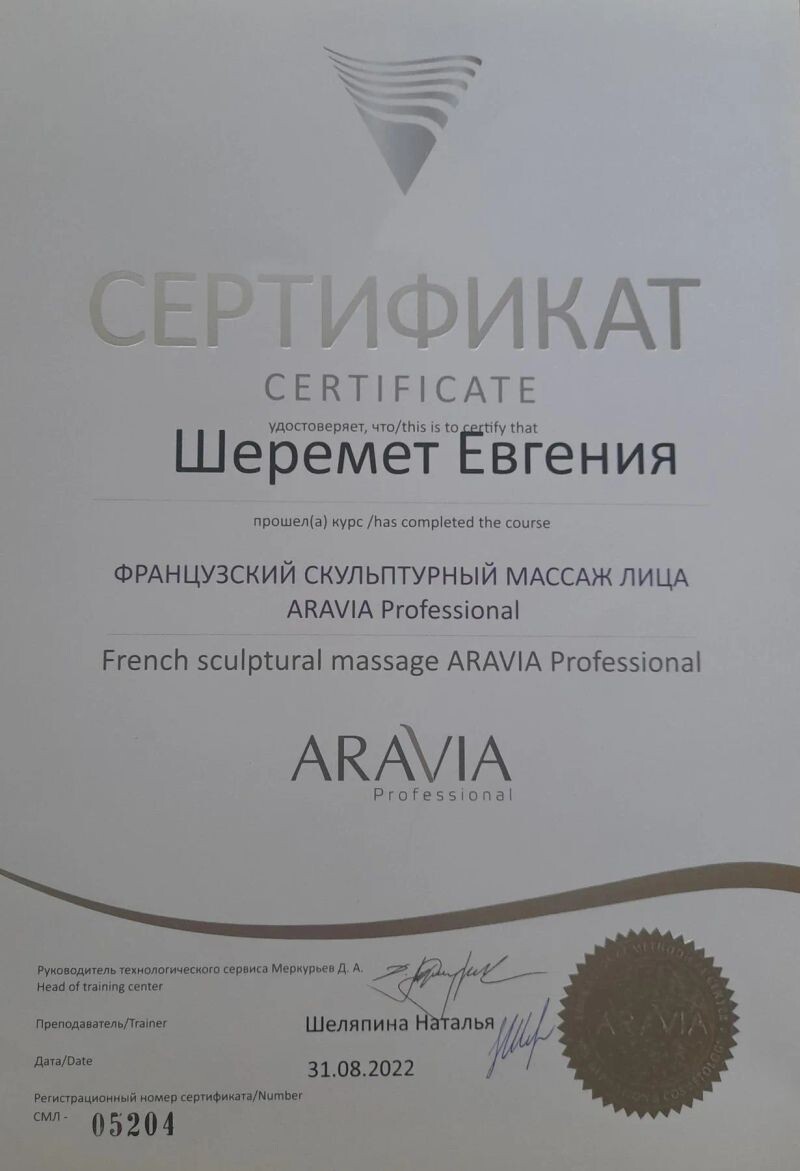 СЕРТИФИКАТ
CERTIFICATE
удостоверяет, что/this is to certify that
Шеремет Евгения
прошел(а) курс /has completed the course
ФРАНЦУЗСКИЙ СКУЛЬПТУРНЫЙ МАССАЖ ЛИЦА
ARAVIA Professional
French sculptural massage ARAVIA Professional
ARAVIA
Professional
Руководитель технологического сервиса Меркурьев Д. А.
Head of training center
Преподаватель/Trainer
Шеляпина Наталья
Дата/Date
31.08.2022
Регистрационный номер сертификата/Number
СМЛ - 05204
ARAVIA